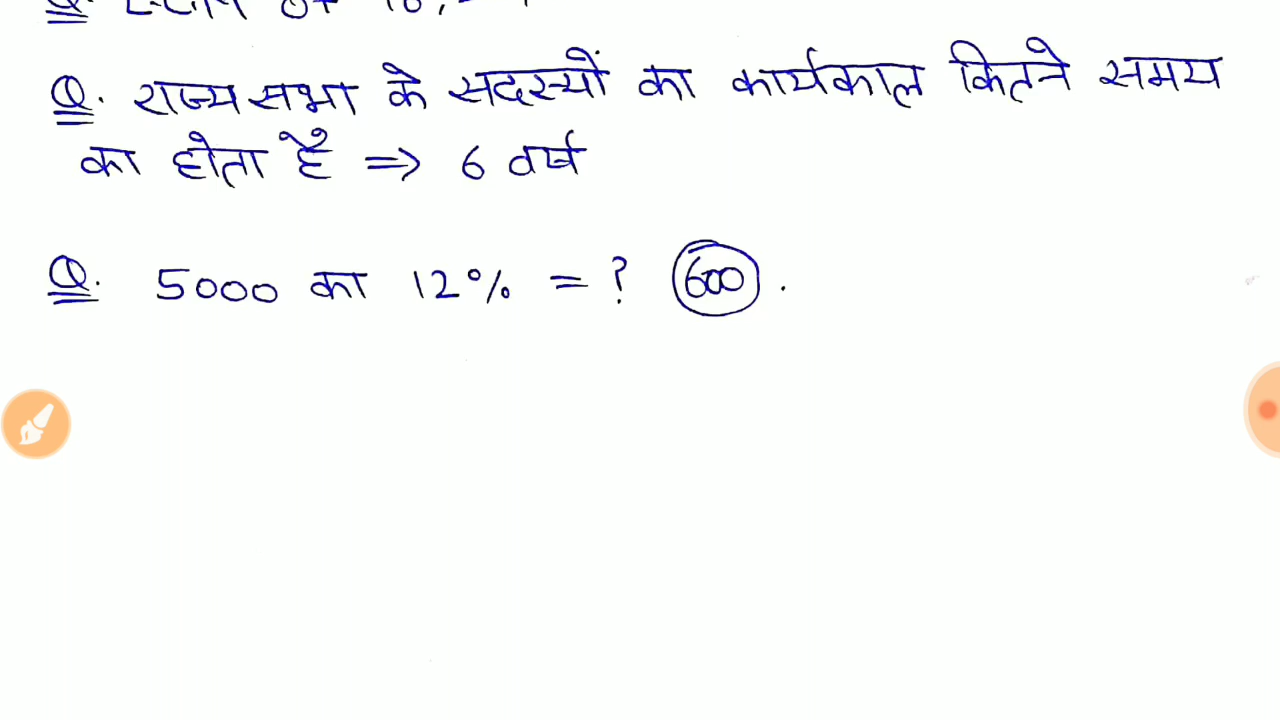 Q. राज्यसभा के सदस्यों का कार्यकाल कितने समय
का होता है ⇒ 6 वर्ष
Q. 5000 का 12% = ? 600 .